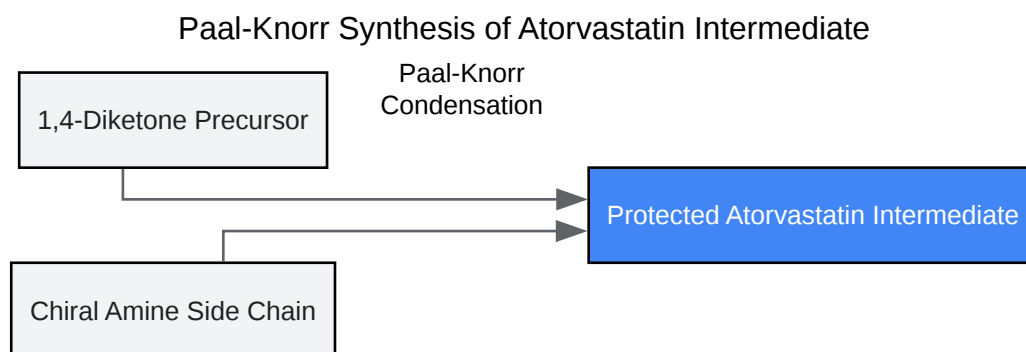 Paal-Knorr Synthesis of Atorvastatin Intermediate
Paal-Knorr
Condensation
1,4-Diketone Precursor
Protected Atorvastatin Intermediate
Chiral Amine Side Chain